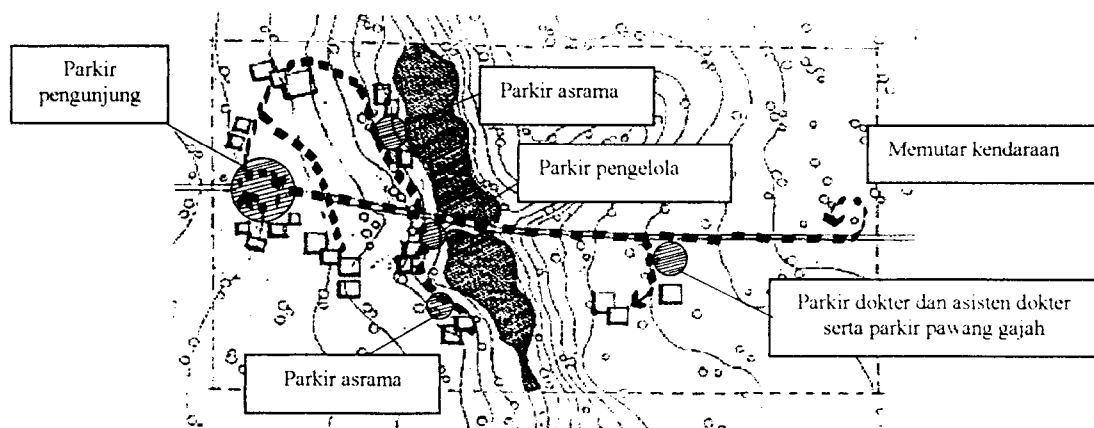 Parkir
pengunjung
Parkir asrama
Parkir pengelola
Memutar kendaraan
Parkir dokter dan asisten dokter
serta parkir pawang gajah
Parkir asrama